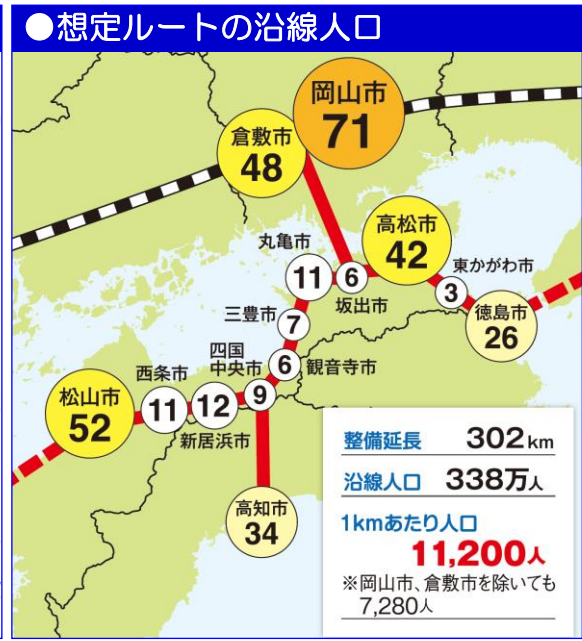 ●想定ルートの沿線人口
岡山市
71
倉敷市
48
高松市
42
丸亀市
11
6
坂出市
東かがわ市
3
徳島市
26
三豊市
7
四国
中央市
6
観音寺市
9
西条市
11
12
新居浜市
松山市
52
高知市
34
整備延長 302km
沿線人口 338万人
1kmあたり人口
11,200人
※岡山市、倉敷市を除いても
7,280人